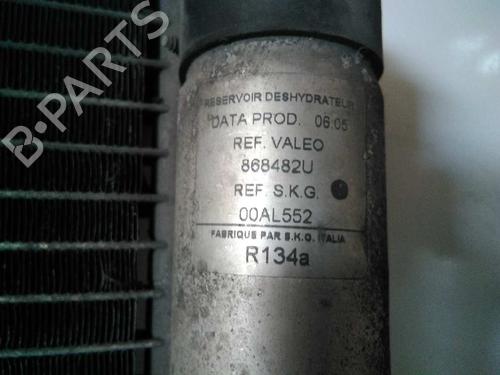 B-PARTS
RESERVOIR DESHYDRATEUR
DATA PROD. 06.05
REF. VALEO
868482U
REF. S.K.G.
00AL552
FABRIQUE PAR S.K.G. ITALIA
R134a